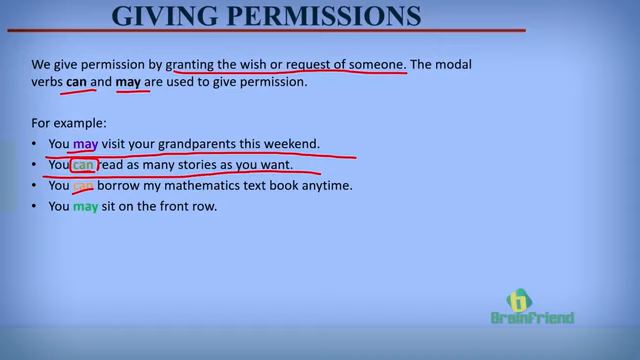 GIVING PERMISSIONS
We give permission by granting the wish or request of someone. The modal
verbs can and may are used to give permission.
For example:
• You may visit your grandparents this weekend.
• You can read as many stories as you want.
• You can borrow my mathematics text book anytime.
• You may sit on the front row.
b
BrainFriend